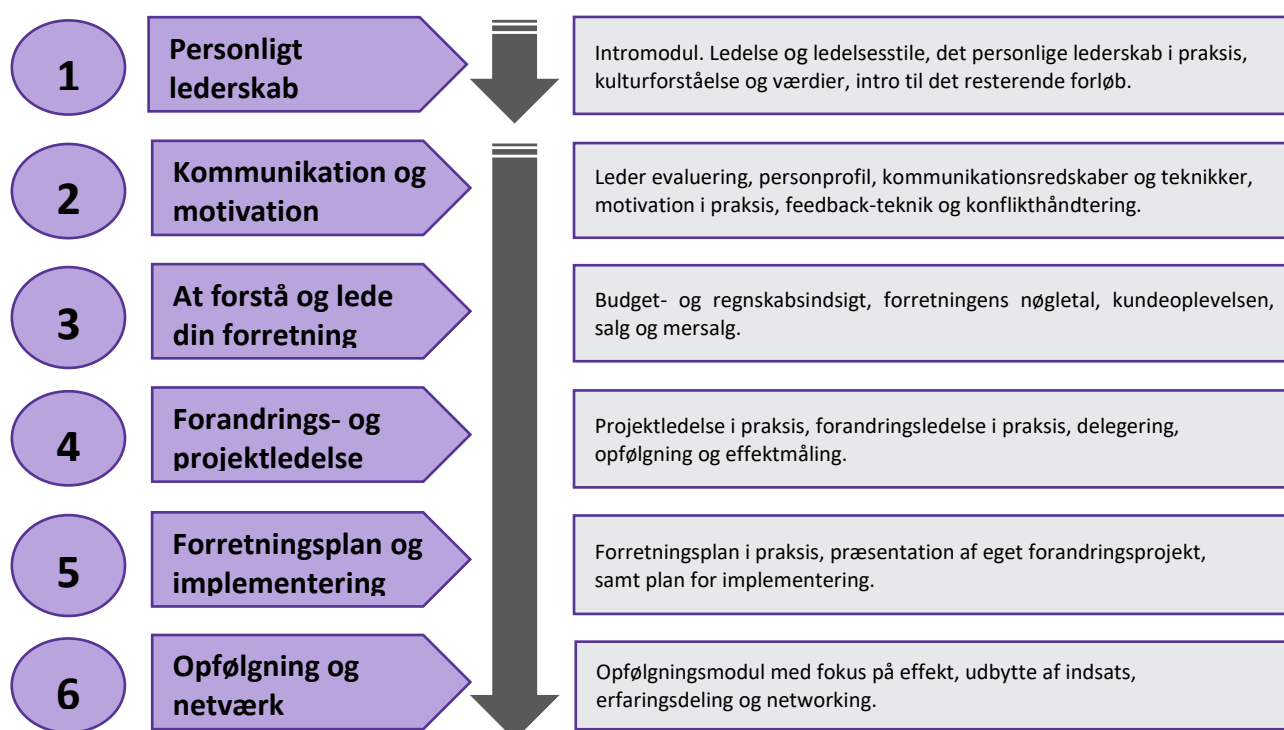 1
Personligt
lederskab
Intromodul. Ledelse og ledelsesstile, det personlige lederskab i praksis,
kulturforståelse og værdier, intro til det resterende forløb.
2
Kommunikation og
motivation
Leder evaluering, personprofil, kommunikationsredskaber og teknikker,
motivation i praksis, feedback-teknik og konflikthåndtering.
3
At forstå og lede
din forretning
Budget- og regnskabsindsigt, forretningens nøgletal, kundeoplevelsen,
salg og mersalg.
4
Forandrings- og
projektledelse
Projektledelse i praksis, forandringsledelse i praksis, delegering,
opfølgning og effektmåling.
5
Forretningsplan og
implementering
Forretningsplan i praksis, præsentation af eget forandringsprojekt,
samt plan for implementering.
6
Opfølgning og
netværk
Opfølgningsmodul med fokus på effekt, udbytte af indsats,
erfaringsdeling og networking.